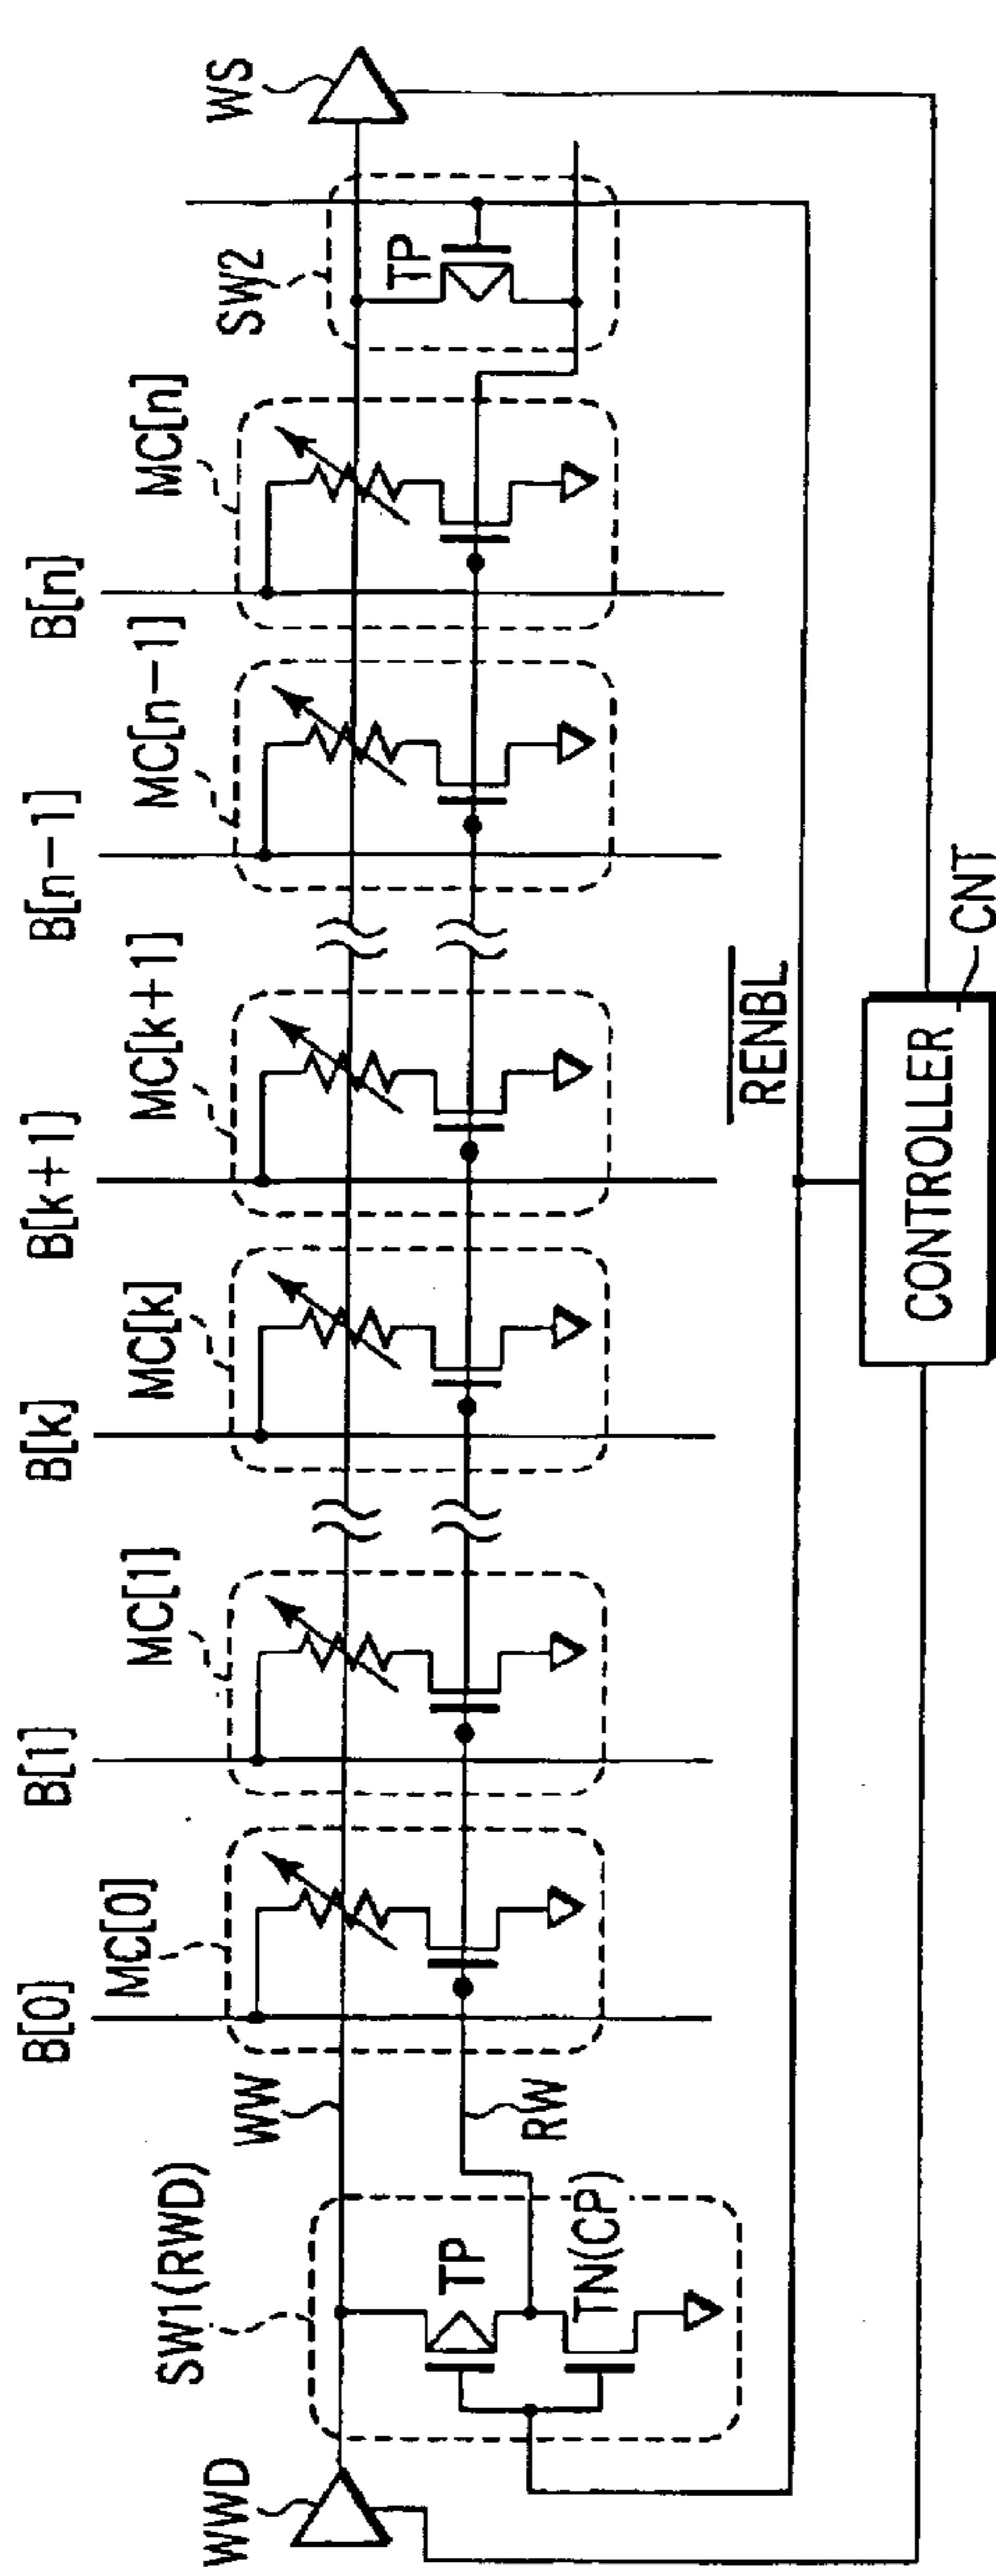 B[0]
B[1]
B[k]
B[k+1]
B[n-1]
B[n]
MC[0]
MC[1]
MC[k]
MC[k+1]
MC[n-1]
MC[n]
SW1(RWD)
WWD
WW
RW
SW2
WS
TP
TP
TN(CP)
RENBL
CONTROLLER
CNT